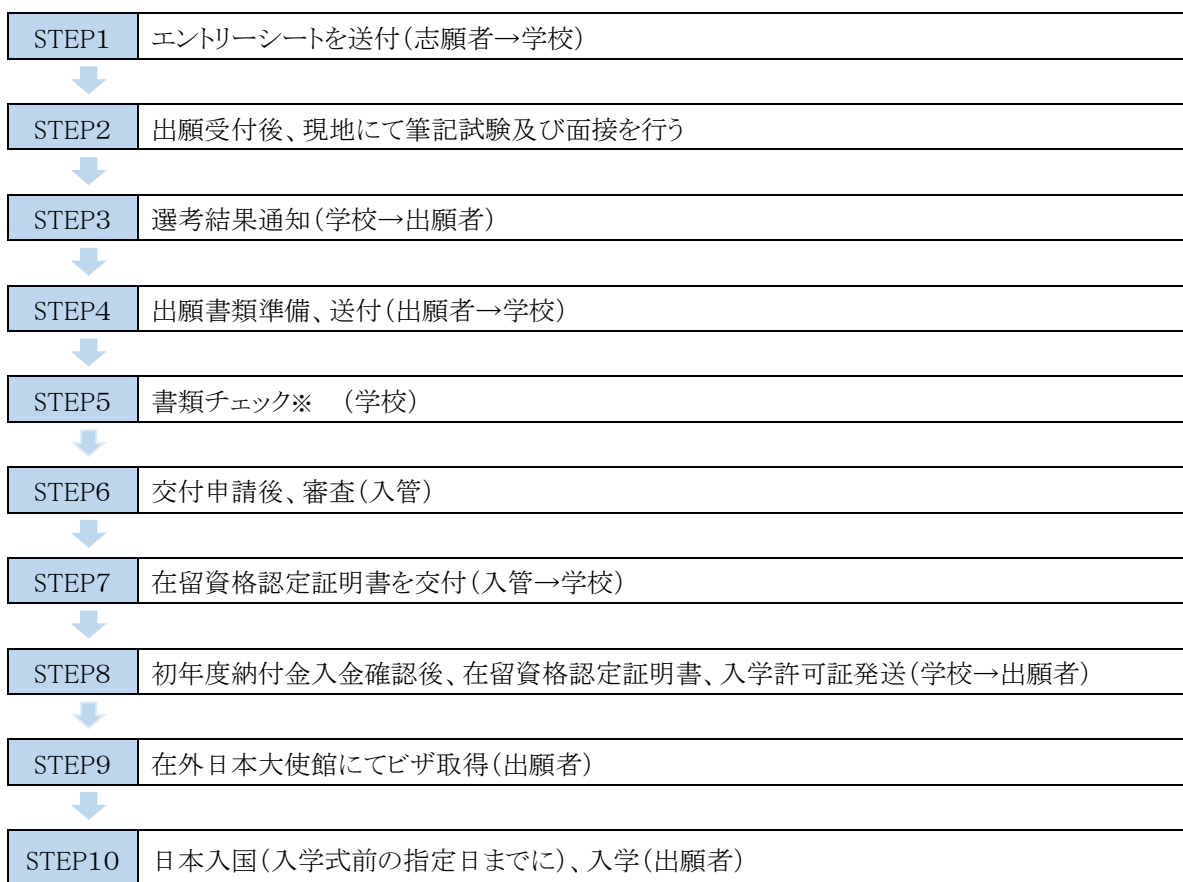 STEP1 エントリーシートを送付(志願者→学校)
STEP2 出願受付後、現地にて筆記試験及び面接を行う
STEP3 選考結果通知(学校→出願者)
STEP4 出願書類準備、送付(出願者→学校)
STEP5 書類チェック※ (学校)
STEP6 交付申請後、審査(入管)
STEP7 在留資格認定証明書を交付(入管→学校)
STEP8 初年度納付金入金確認後、在留資格認定証明書、入学許可証発送(学校→出願者)
STEP9 在外日本大使館にてビザ取得(出願者)
STEP10 日本入国(入学式前の指定日までに)、入学(出願者)